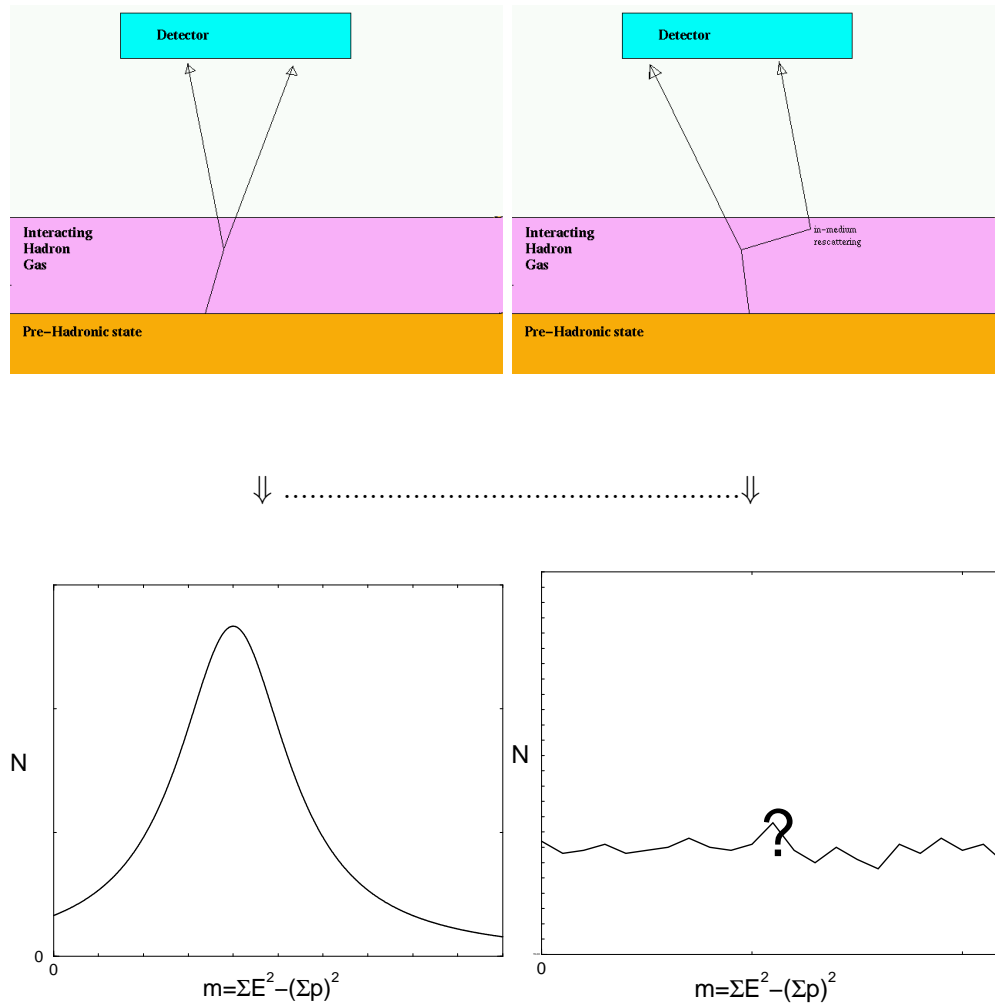 Detector
Interacting
Hadron
Gas
Pre-Hadronic state
Detector
Interacting
Hadron
Gas
in-medium
rescattering
Pre-Hadronic state
⇓ ........................................ ⇓
N
0
0
m=ΣE²-(Σp)²
N
?
0
m=ΣE²-(Σp)²